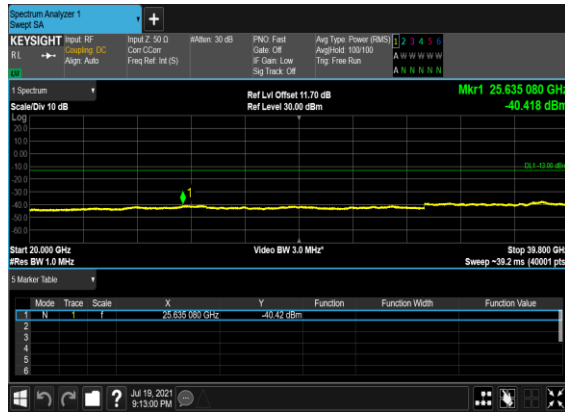 Spectrum Analyzer 1
Swept SA
+
KEYSIGHT Input: RF Input Z: 50 Ω #Atten: 30 dB PNO: Fast Avg Type: Power (RMS) 1 2 3 4 5 6
RL Coupling: DC Corr CCorr Gate: Off Avg|Hold: 100/100 A W W W W W
Align: Auto Freq Ref: Int (S) IF Gain: Low Trig: Free Run
Sig Track: Off A N N N N N
1 Spectrum Ref Lvl Offset 11.70 dB Mkr1 25.635 080 GHz
Scale/Div 10 dB Ref Level 30.00 dBm -40.418 dBm
Log
20.0
10.0
0.00
-10.0 DL1 -13.00 dBm
-20.0
-30.0
1
-40.0
-50.0
-60.0
Start 20.000 GHz Video BW 3.0 MHz* Stop 39.800 GHz
#Res BW 1.0 MHz Sweep ~39.2 ms (40001 pts)
5 Marker Table
Mode Trace Scale X Y Function Function Width Function Value
1 N 1 f 25.635 080 GHz -40.42 dBm
2
3
4
5
6
? Jul 19, 2021
9:13:00 PM